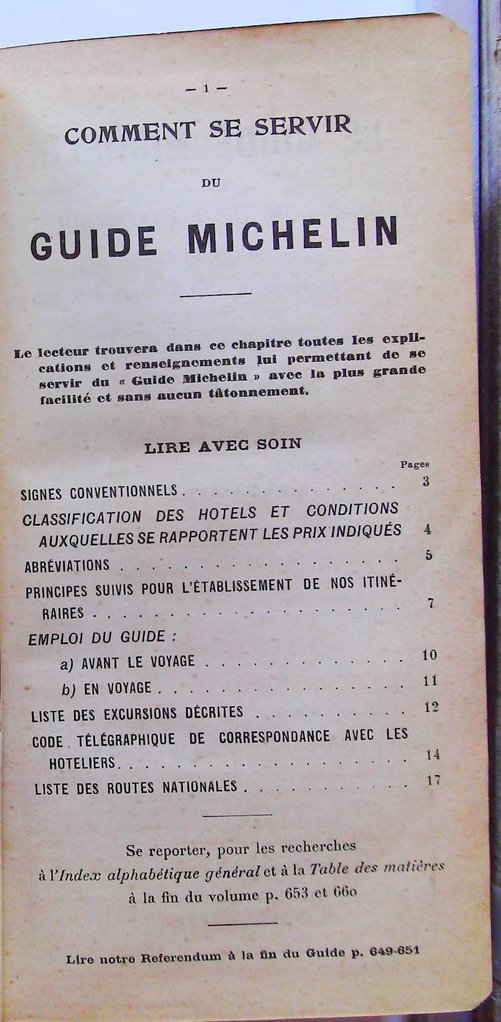 — 1 —
COMMENT SE SERVIR
DU
GUIDE MICHELIN
Le lecteur trouvera dans ce chapitre toutes les expli-
cations et renseignements lui permettant de se
servir du « Guide Michelin » avec la plus grande
facilité et sans aucun tâtonnement.
LIRE AVEC SOIN
Pages
SIGNES CONVENTIONNELS. . . . . . . . . . . . . . 3
CLASSIFICATION DES HOTELS ET CONDITIONS
AUXQUELLES SE RAPPORTENT LES PRIX INDIQUÉS 4
ABRÉVIATIONS . . . . . . . . . . . . . . . . . . 5
PRINCIPES SUIVIS POUR L'ÉTABLISSEMENT DE NOS ITINÉ-
RAIRES . . . . . . . . . . . . . . . . . . . 7
EMPLOI DU GUIDE :
a) AVANT LE VOYAGE . . . . . . . . . . . . . 10
b) EN VOYAGE . . . . . . . . . . . . . . . . 11
LISTE DES EXCURSIONS DÉCRITES . . . . . . . . . . 12
CODE TÉLÉGRAPHIQUE DE CORRESPONDANCE AVEC LES
HOTELIERS. . . . . . . . . . . . . . . . . . 14
LISTE DES ROUTES NATIONALES . . . . . . . . . . . 17
Se reporter, pour les recherches
à l'Index alphabétique général et à la Table des matières
à la fin du volume p. 653 et 660
Lire notre Referendum à la fin du Guide p. 649-651